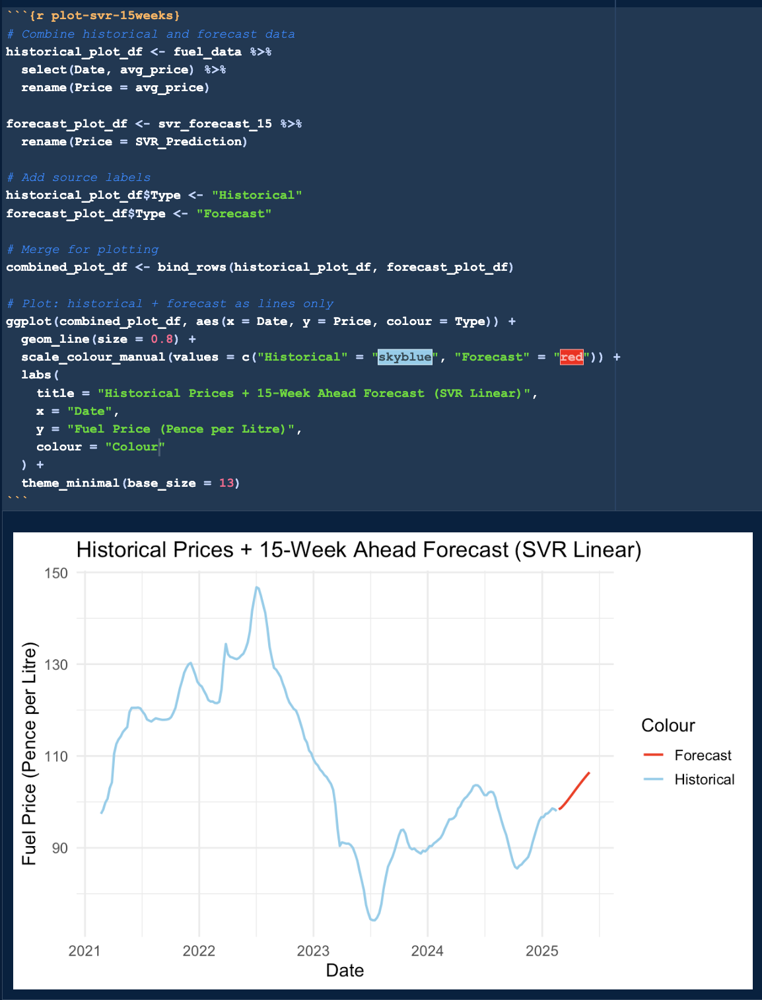 ```{r plot-svr-15weeks}
# Combine historical and forecast data
historical_plot_df <- fuel_data %>%
  select(Date, avg_price) %>%
  rename(Price = avg_price)

forecast_plot_df <- svr_forecast_15 %>%
  rename(Price = SVR_Prediction)

# Add source labels
historical_plot_df$Type <- "Historical"
forecast_plot_df$Type <- "Forecast"

# Merge for plotting
combined_plot_df <- bind_rows(historical_plot_df, forecast_plot_df)

# Plot: historical + forecast as lines only
ggplot(combined_plot_df, aes(x = Date, y = Price, colour = Type)) +
  geom_line(size = 0.8) +
  scale_colour_manual(values = c("Historical" = "skyblue", "Forecast" = "red")) +
  labs(
    title = "Historical Prices + 15-Week Ahead Forecast (SVR Linear)",
    x = "Date",
    y = "Fuel Price (Pence per Litre)",
    colour = "Colour"
  ) +
  theme_minimal(base_size = 13)
```
Historical Prices + 15-Week Ahead Forecast (SVR Linear)
150
130
110
90
Fuel Price (Pence per Litre)
Colour
Forecast
Historical
2021 2022 2023 2024 2025
Date